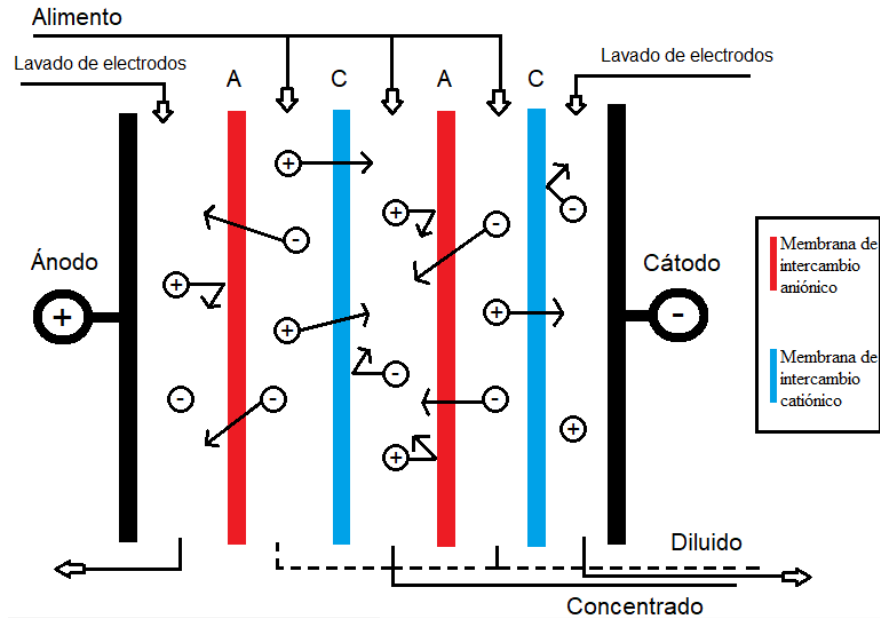 Alimento
Lavado de electrodos
Lavado de electrodos
A
C
A
C
+
-
+
-
-
Ánodo
+
Cátodo
+
-
+
+
-
-
-
-
-
+
+
Membrana de
intercambio
aniónico
Membrana de
intercambio
catiónico
Diluido
Concentrado